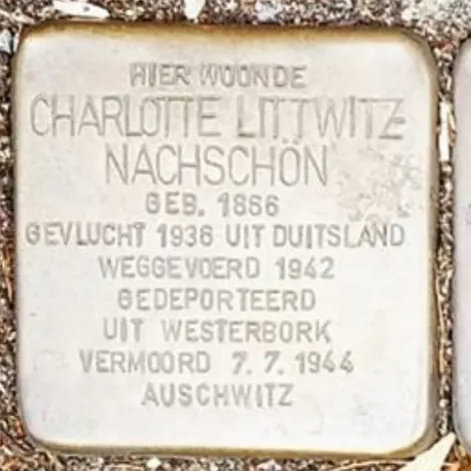 HIER WOONDE
CHARLOTTE LITTWITZ-
NACHSCHÖN
GEB. 1866
GEVLUCHT 1936 UIT DUITSLAND
WEGGEVOERD 1942
GEDEPORTEERD
UIT WESTERBORK
VERMOORD 7.7.1944
AUSCHWITZ